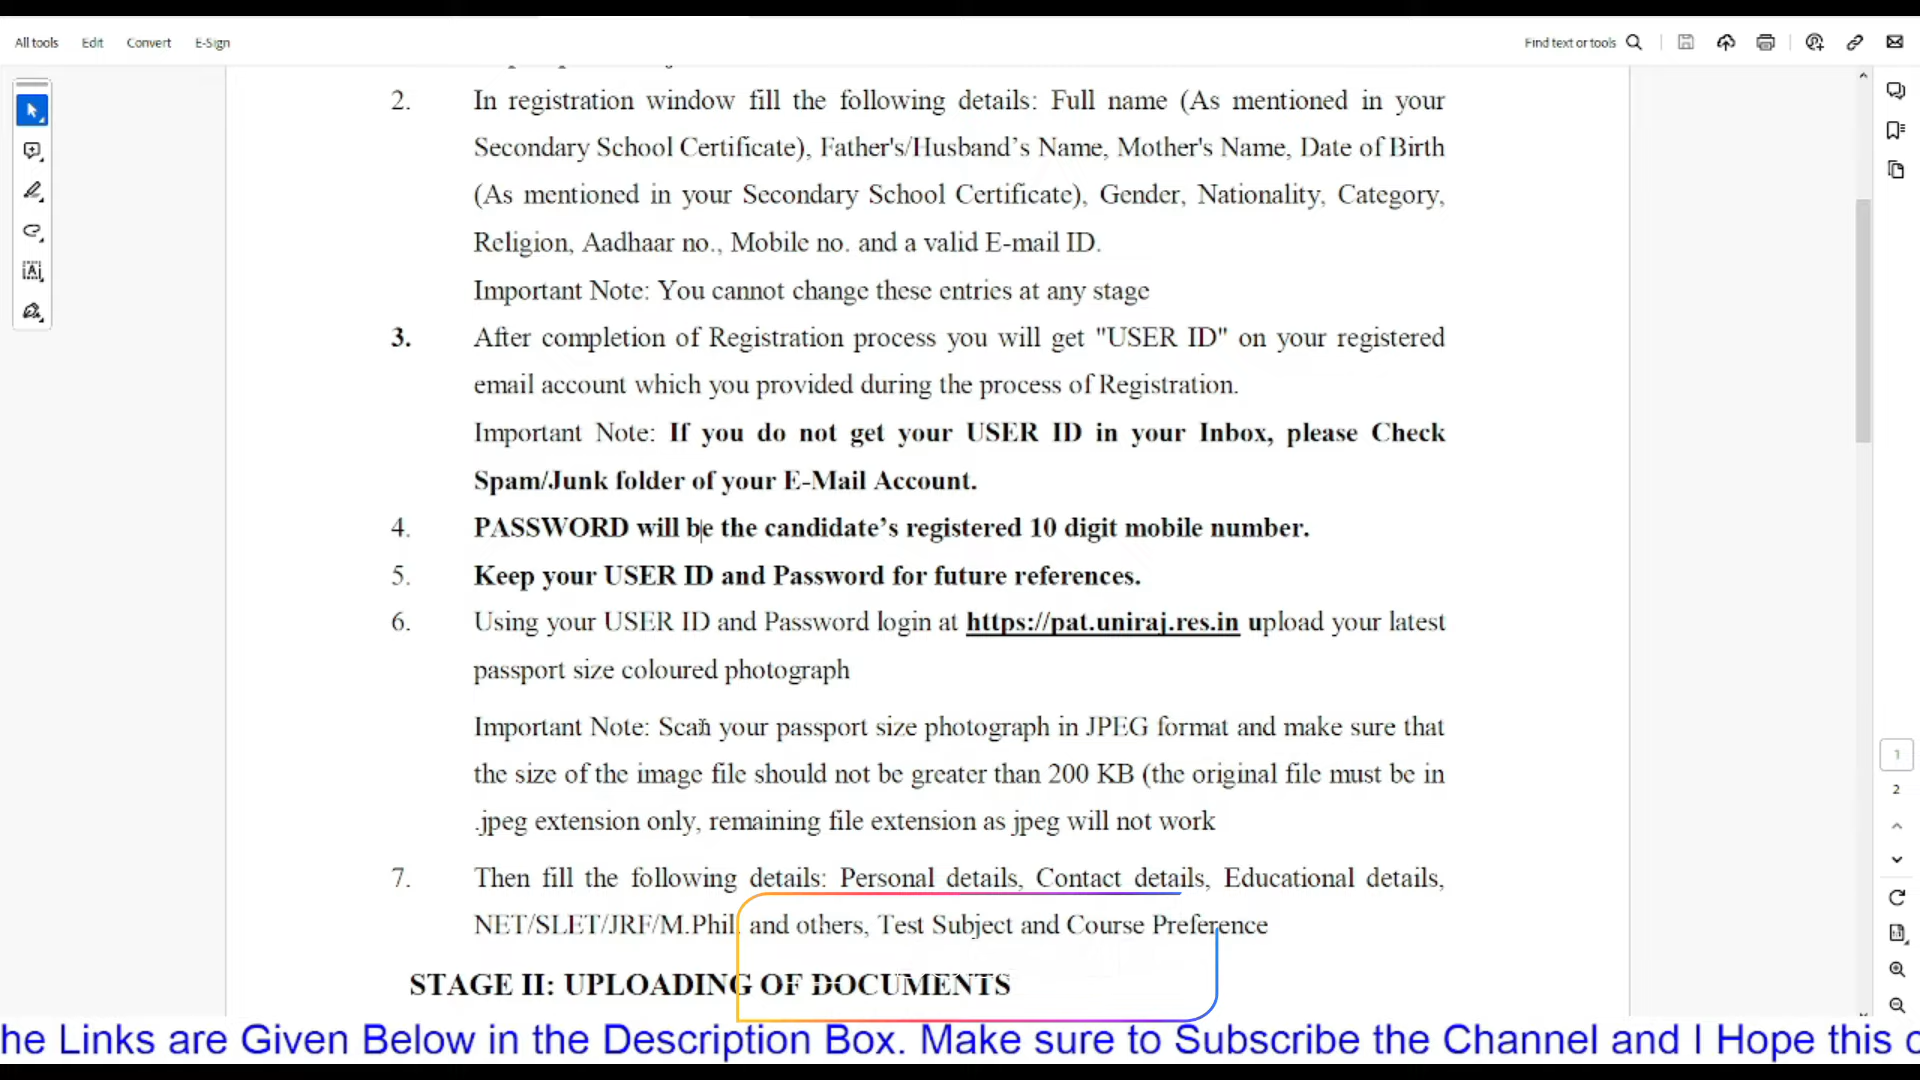 All tools Edit Convert E-Sign Find text or tools
2. In registration window fill the following details: Full name (As mentioned in your
Secondary School Certificate), Father's/Husband’s Name, Mother's Name, Date of Birth
(As mentioned in your Secondary School Certificate), Gender, Nationality, Category,
Religion, Aadhaar no., Mobile no. and a valid E-mail ID.
Important Note: You cannot change these entries at any stage
3. After completion of Registration process you will get "USER ID" on your registered
email account which you provided during the process of Registration.
Important Note: If you do not get your USER ID in your Inbox, please Check
Spam/Junk folder of your E-Mail Account.
4. PASSWORD will be the candidate’s registered 10 digit mobile number.
5. Keep your USER ID and Password for future references.
6. Using your USER ID and Password login at https://pat.uniraj.res.in upload your latest
passport size coloured photograph
Important Note: Scan your passport size photograph in JPEG format and make sure that
the size of the image file should not be greater than 200 KB (the original file must be in
.jpeg extension only, remaining file extension as jpeg will not work
7. Then fill the following details: Personal details, Contact details, Educational details,
NET/SLET/JRF/M.Phil. and others, Test Subject and Course Preference
STAGE II: UPLOADING OF DOCUMENTS
1
2
he Links are Given Below in the Description Box. Make sure to Subscribe the Channel and I Hope this